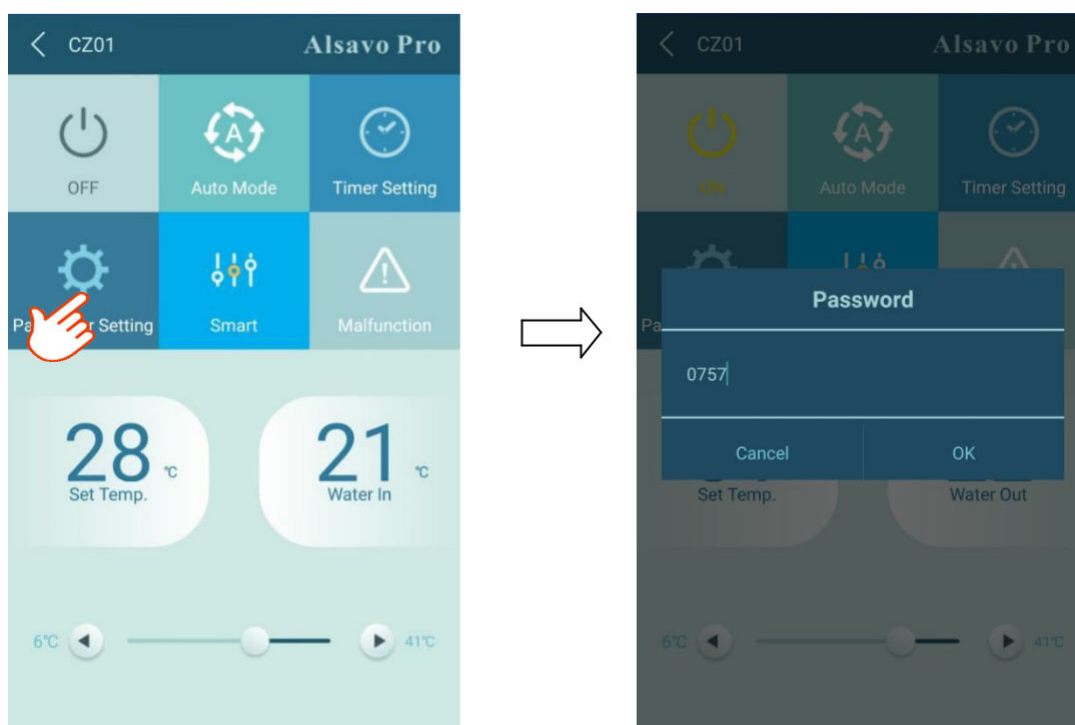 CZ01 Alsavo Pro
OFF Auto Mode Timer Setting
Setting Smart Malfunction
28 °C 21 °C
Set Temp. Water In
6°C 41°C
CZ01 Alsavo Pro
ON Auto Mode Timer Setting
Pa
Password
0757
Cancel OK
Set Temp. Water Out
6°C 41°C